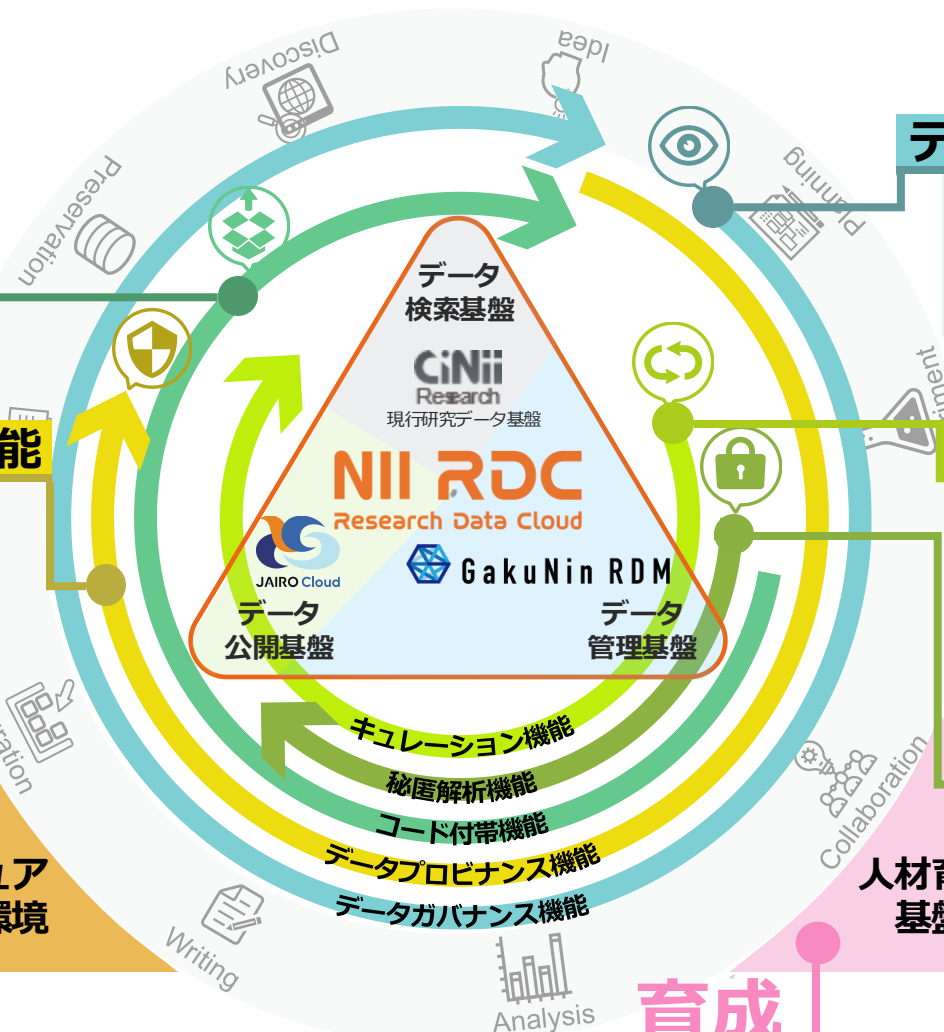 Discovery
Idea
Planning
Preservation
テ
能
iment
データ
検索基盤
CiNii
Research
現行研究データ基盤
NII RDC
Research Data Cloud
JAIRO Cloud
GakuNin RDM
データ
公開基盤
データ
管理基盤
キュレーション機能
秘匿解析機能
コード付帯機能
データプロビナンス機能
データガバナンス機能
ration
Collaboration
ュア
環境
人材育
基盤
Writing
Analysis
育成